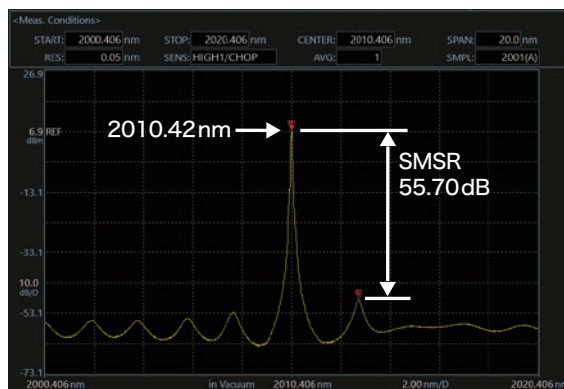 <Meas. Conditions>
START: 2000.406 nm STOP: 2020.406 nm CENTER: 2010.406 nm SPAN: 20.0 nm
RES: 0.05 nm SENS: HIGH1/CHOP AVG: 1 SMPL: 2001(A)
26.9
6.9 REF
dBm
2010.42 nm
SMSR
55.70 dB
-13.1
-33.1
10.0
dB/D
-53.1
-73.1
2000.406 nm in Vacuum 2010.406 nm 2.00 nm/D 2020.406 nm